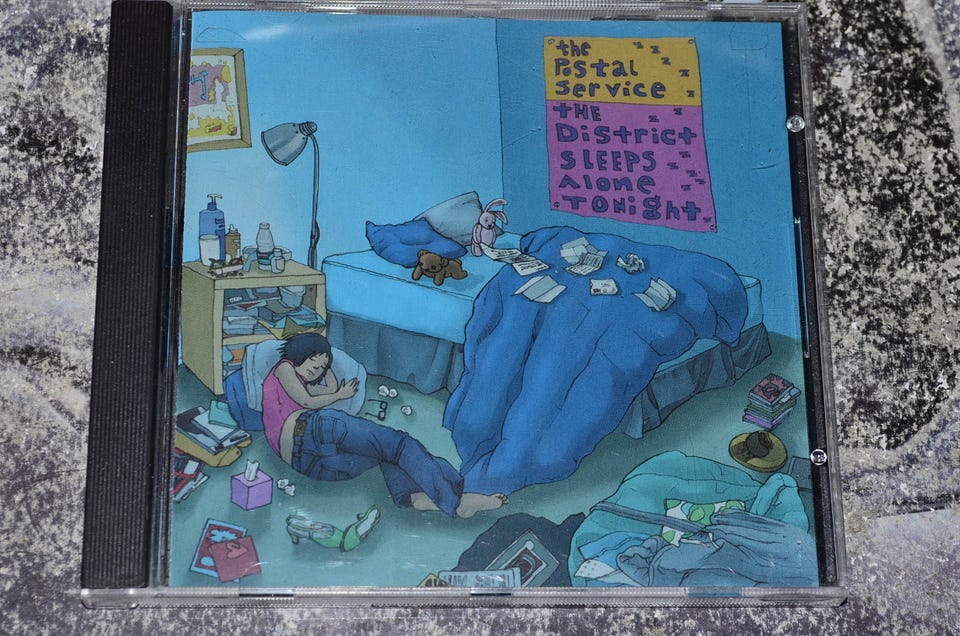 the
Postal
Service
THE
District
SLEEPS
Alone
TONight